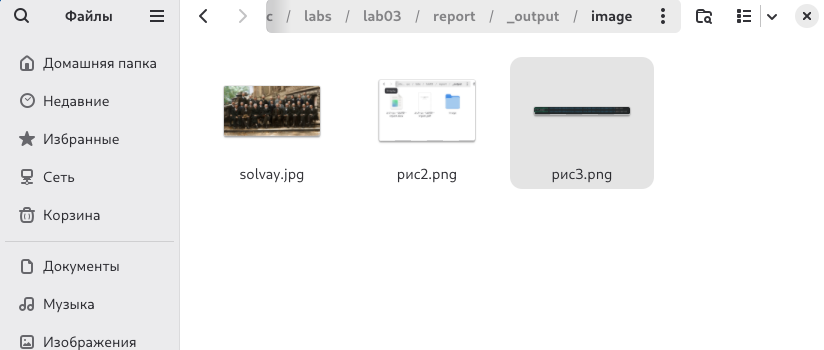 Файлы
c / labs / lab03 / report / _output / image
Домашняя папка
Недавние
Избранные
Сеть
Корзина
Документы
Музыка
Изображения
solvay.jpg
рис2.png
рис3.png